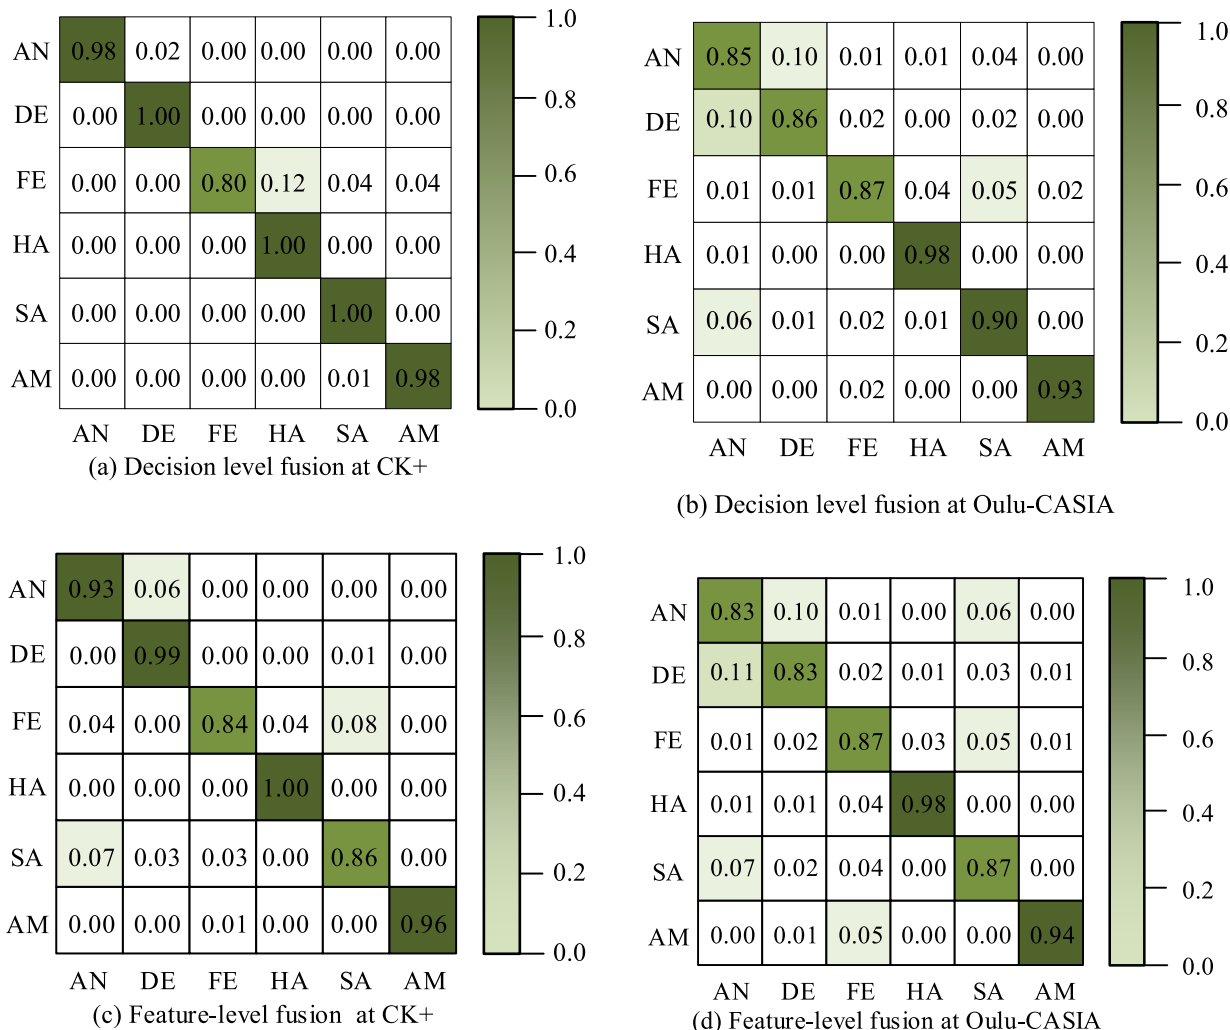 1.0
AN 0.98 0.02 0.00 0.00 0.00 0.00
0.8
DE 0.00 1.00 0.00 0.00 0.00 0.00
0.6
FE 0.00 0.00 0.80 0.12 0.04 0.04
0.4
HA 0.00 0.00 0.00 1.00 0.00 0.00
0.2
SA 0.00 0.00 0.00 0.00 1.00 0.00
AM 0.00 0.00 0.00 0.00 0.01 0.98
0.0
AN DE FE HA SA AM
(a) Decision level fusion at CK+
1.0
AN 0.85 0.10 0.01 0.01 0.04 0.00
0.8
DE 0.10 0.86 0.02 0.00 0.02 0.00
0.6
FE 0.01 0.01 0.87 0.04 0.05 0.02
0.4
HA 0.01 0.00 0.00 0.98 0.00 0.00
0.2
SA 0.06 0.01 0.02 0.01 0.90 0.00
AM 0.00 0.00 0.02 0.00 0.00 0.93
0.0
AN DE FE HA SA AM
(b) Decision level fusion at Oulu-CASIA
1.0
AN 0.93 0.06 0.00 0.00 0.00 0.00
0.8
DE 0.00 0.99 0.00 0.00 0.01 0.00
0.6
FE 0.04 0.00 0.84 0.04 0.08 0.00
0.4
HA 0.00 0.00 0.00 1.00 0.00 0.00
0.2
SA 0.07 0.03 0.03 0.00 0.86 0.00
AM 0.00 0.00 0.01 0.00 0.00 0.96
0.0
AN DE FE HA SA AM
(c) Feature-level fusion at CK+
1.0
AN 0.83 0.10 0.01 0.00 0.06 0.00
0.8
DE 0.11 0.83 0.02 0.01 0.03 0.01
0.6
FE 0.01 0.02 0.87 0.03 0.05 0.01
0.4
HA 0.01 0.01 0.04 0.98 0.00 0.00
0.2
SA 0.07 0.02 0.04 0.00 0.87 0.00
AM 0.00 0.01 0.05 0.00 0.00 0.94
0.0
AN DE FE HA SA AM
(d) Feature-level fusion at Oulu-CASIA